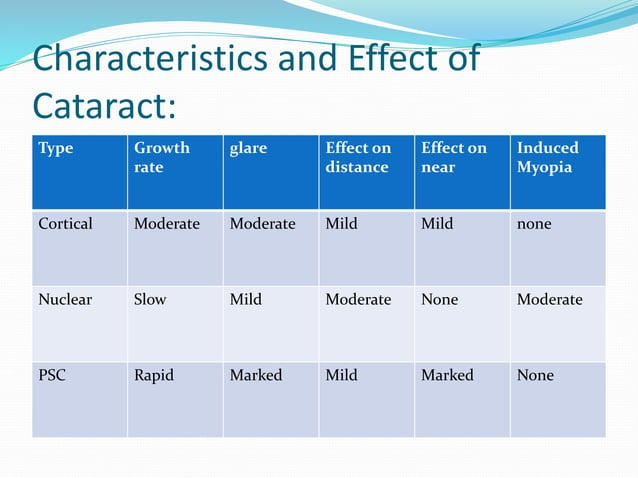 Characteristics and Effect of
Cataract:
Type Growth rate glare Effect on distance Effect on near Induced Myopia
Cortical Moderate Moderate Mild Mild none
Nuclear Slow Mild Moderate None Moderate
PSC Rapid Marked Mild Marked None